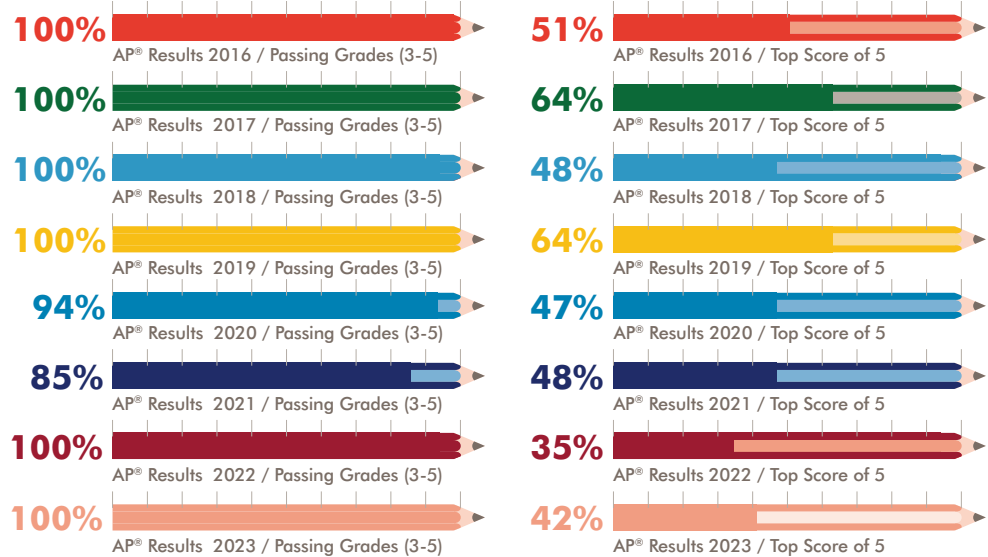 100%
AP® Results 2016 / Passing Grades (3-5)
51%
AP® Results 2016 / Top Score of 5
100%
AP® Results 2017 / Passing Grades (3-5)
64%
AP® Results 2017 / Top Score of 5
100%
AP® Results 2018 / Passing Grades (3-5)
48%
AP® Results 2018 / Top Score of 5
100%
AP® Results 2019 / Passing Grades (3-5)
64%
AP® Results 2019 / Top Score of 5
94%
AP® Results 2020 / Passing Grades (3-5)
47%
AP® Results 2020 / Top Score of 5
85%
AP® Results 2021 / Passing Grades (3-5)
48%
AP® Results 2021 / Top Score of 5
100%
AP® Results 2022 / Passing Grades (3-5)
35%
AP® Results 2022 / Top Score of 5
100%
AP® Results 2023 / Passing Grades (3-5)
42%
AP® Results 2023 / Top Score of 5